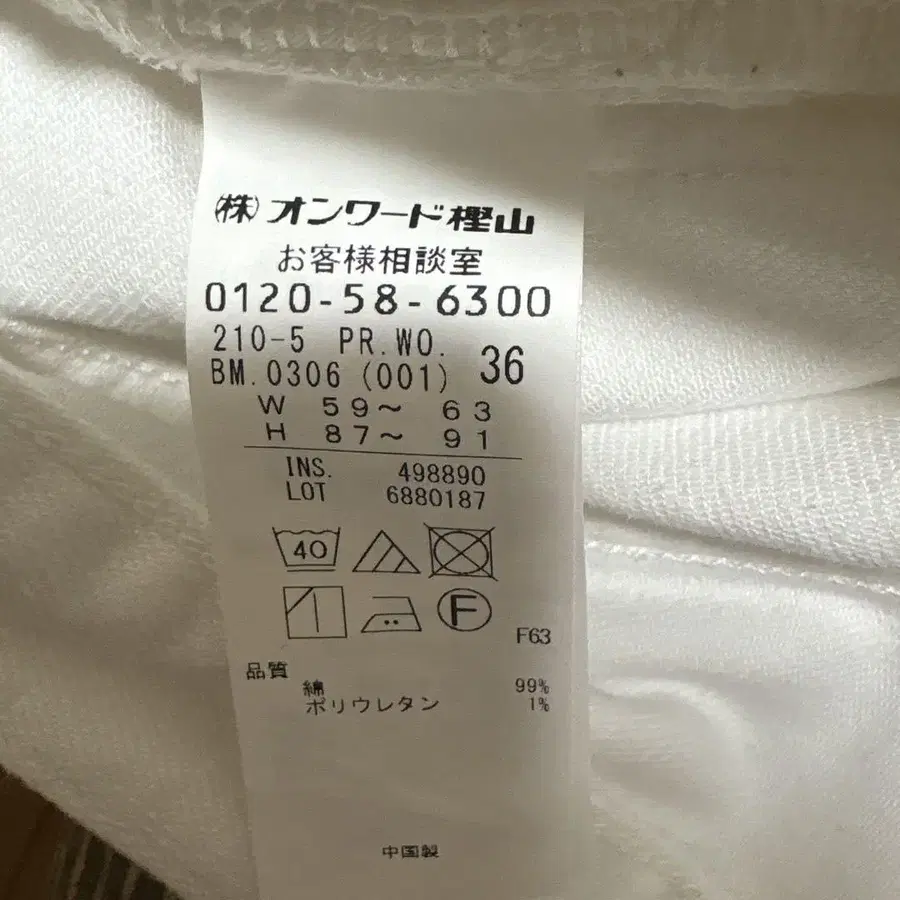 (株)オンワード樫山
お客様相談室
0120-58-6300
210-5 PR.WO. 36
BM.0306 (001)
W 59〜 63
H 87〜 91
INS. 498890
LOT 6880187
40
F
F63
品質
綿 99%
ポリウレタン 1%
中国製